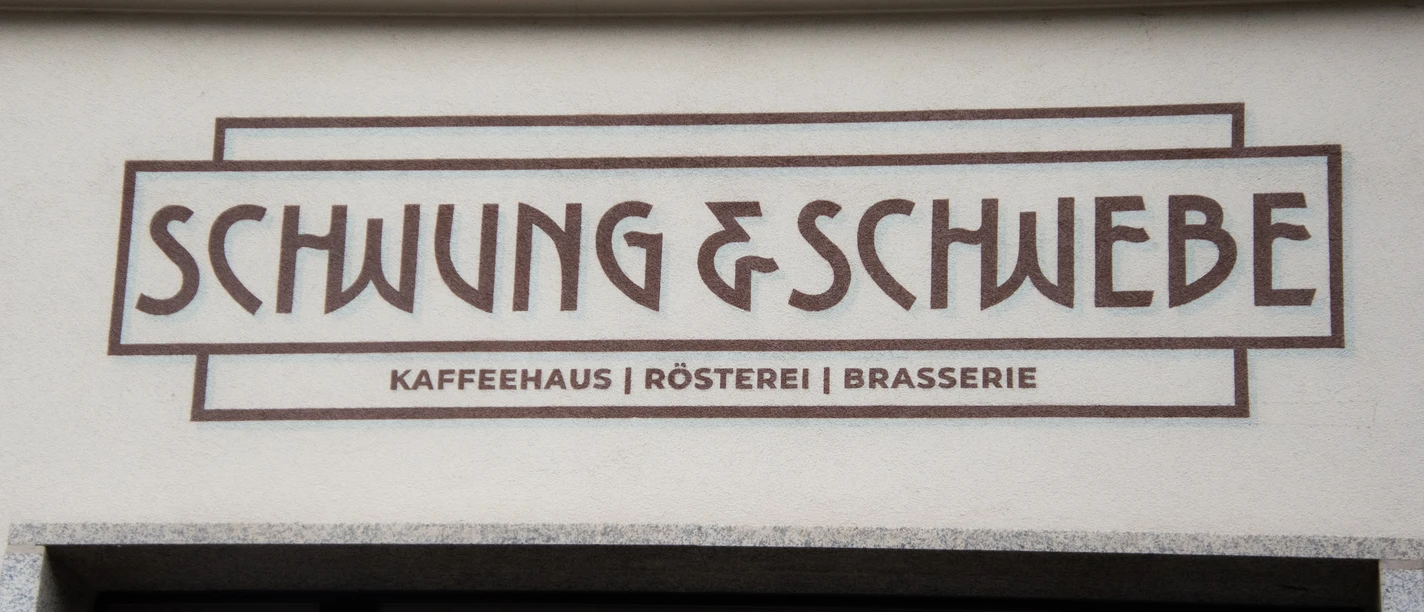 SCHWUNG & SCHWEBE
KAFFEEHAUS | RÖSTEREI | BRASSERIE